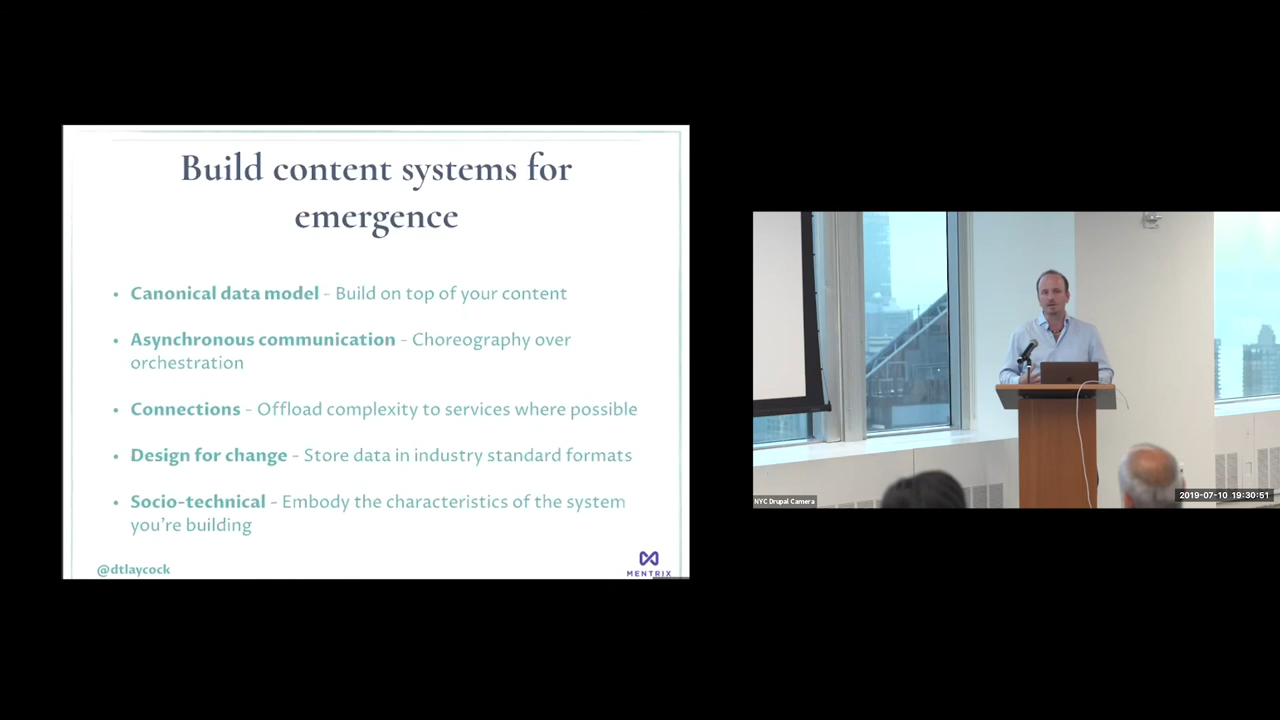 Build content systems for
emergence
• Canonical data model - Build on top of your content
• Asynchronous communication - Choreography over
orchestration
• Connections - Offload complexity to services where possible
• Design for change - Store data in industry standard formats
• Socio-technical - Embody the characteristics of the system
you're building
@dtlaycock
MENTRIX
NYC Drupal Camera
2019-07-10 19:30:51